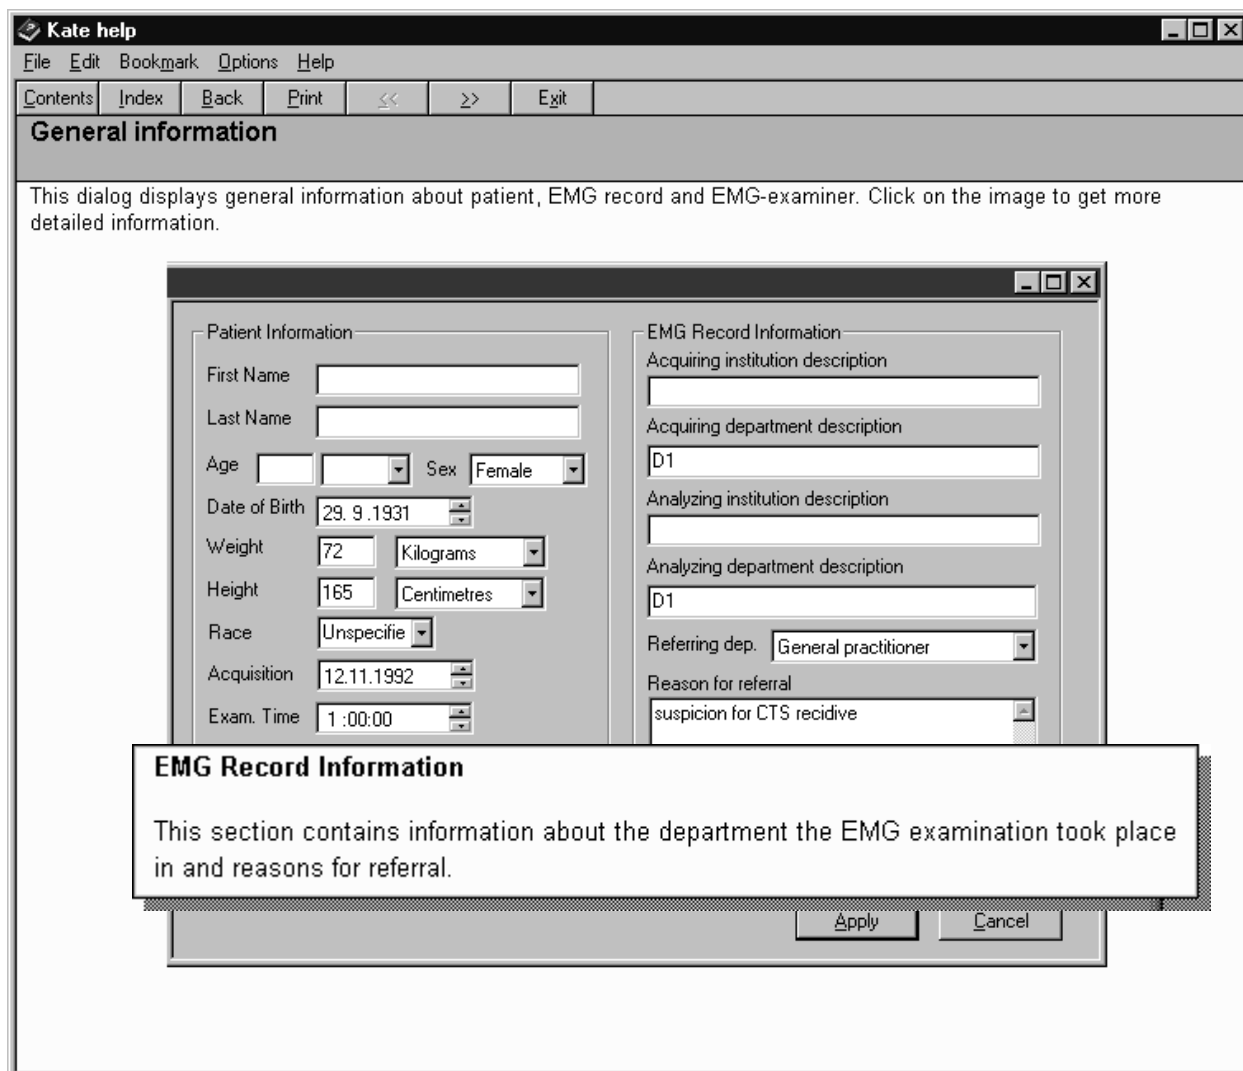 Kate help
File Edit Bookmark Options Help
Contents Index Back Print << >> Exit
General information
This dialog displays general information about patient, EMG record and EMG-examiner. Click on the image to get more
detailed information.
Patient Information
First Name
Last Name
Age Sex Female
Date of Birth 29. 9 .1931
Weight 72 Kilograms
Height 165 Centimetres
Race Unspecifie
Acquisition 12.11.1992
Exam. Time 1 :00:00
EMG Record Information
Acquiring institution description
Acquiring department description
D1
Analyzing institution description
Analyzing department description
D1
Referring dep. General practitioner
Reason for referral
suspicion for CTS recidive
EMG Record Information
This section contains information about the department the EMG examination took place
in and reasons for referral.
Apply Cancel